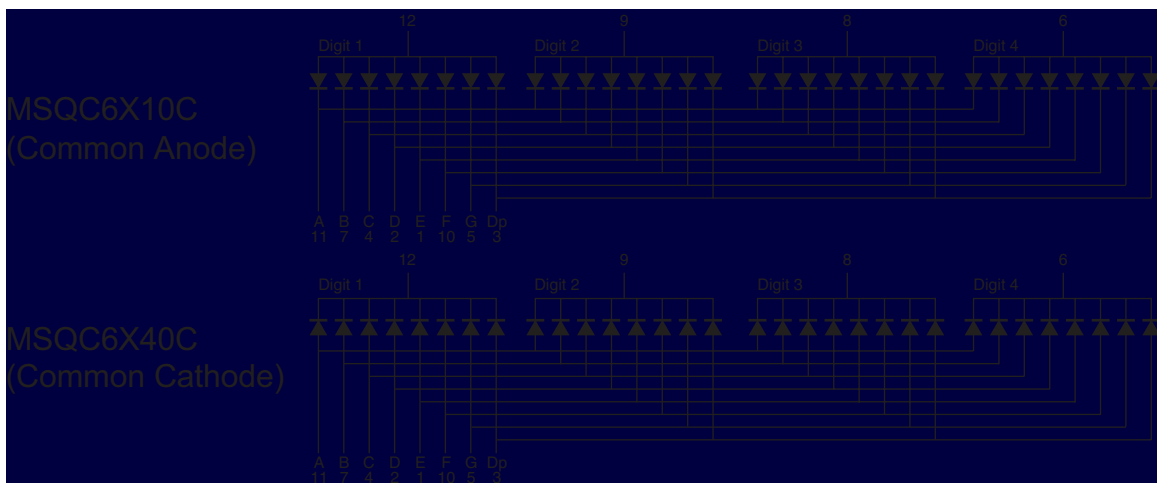 12 9 8 6
Digit 1 Digit 2 Digit 3 Digit 4
MSQC6X10C
(Common Anode)
A B C D E F G Dp
11 7 4 2 1 10 5 3
12 9 8 6
Digit 1 Digit 2 Digit 3 Digit 4
MSQC6X40C
(Common Cathode)
A B C D E F G Dp
11 7 4 2 1 10 5 3